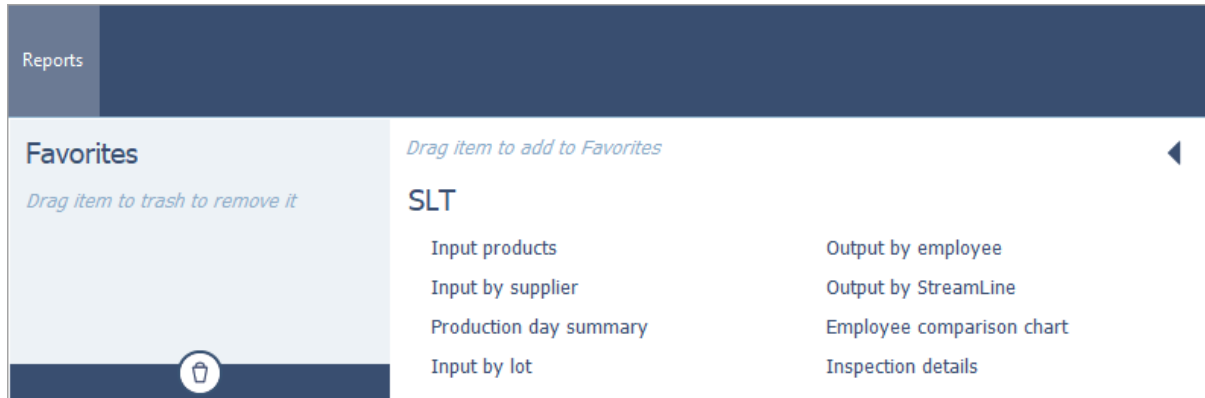 Reports
Favorites
Drag item to trash to remove it
Drag item to add to Favorites
SLT
Input products
Input by supplier
Production day summary
Input by lot
Output by employee
Output by StreamLine
Employee comparison chart
Inspection details